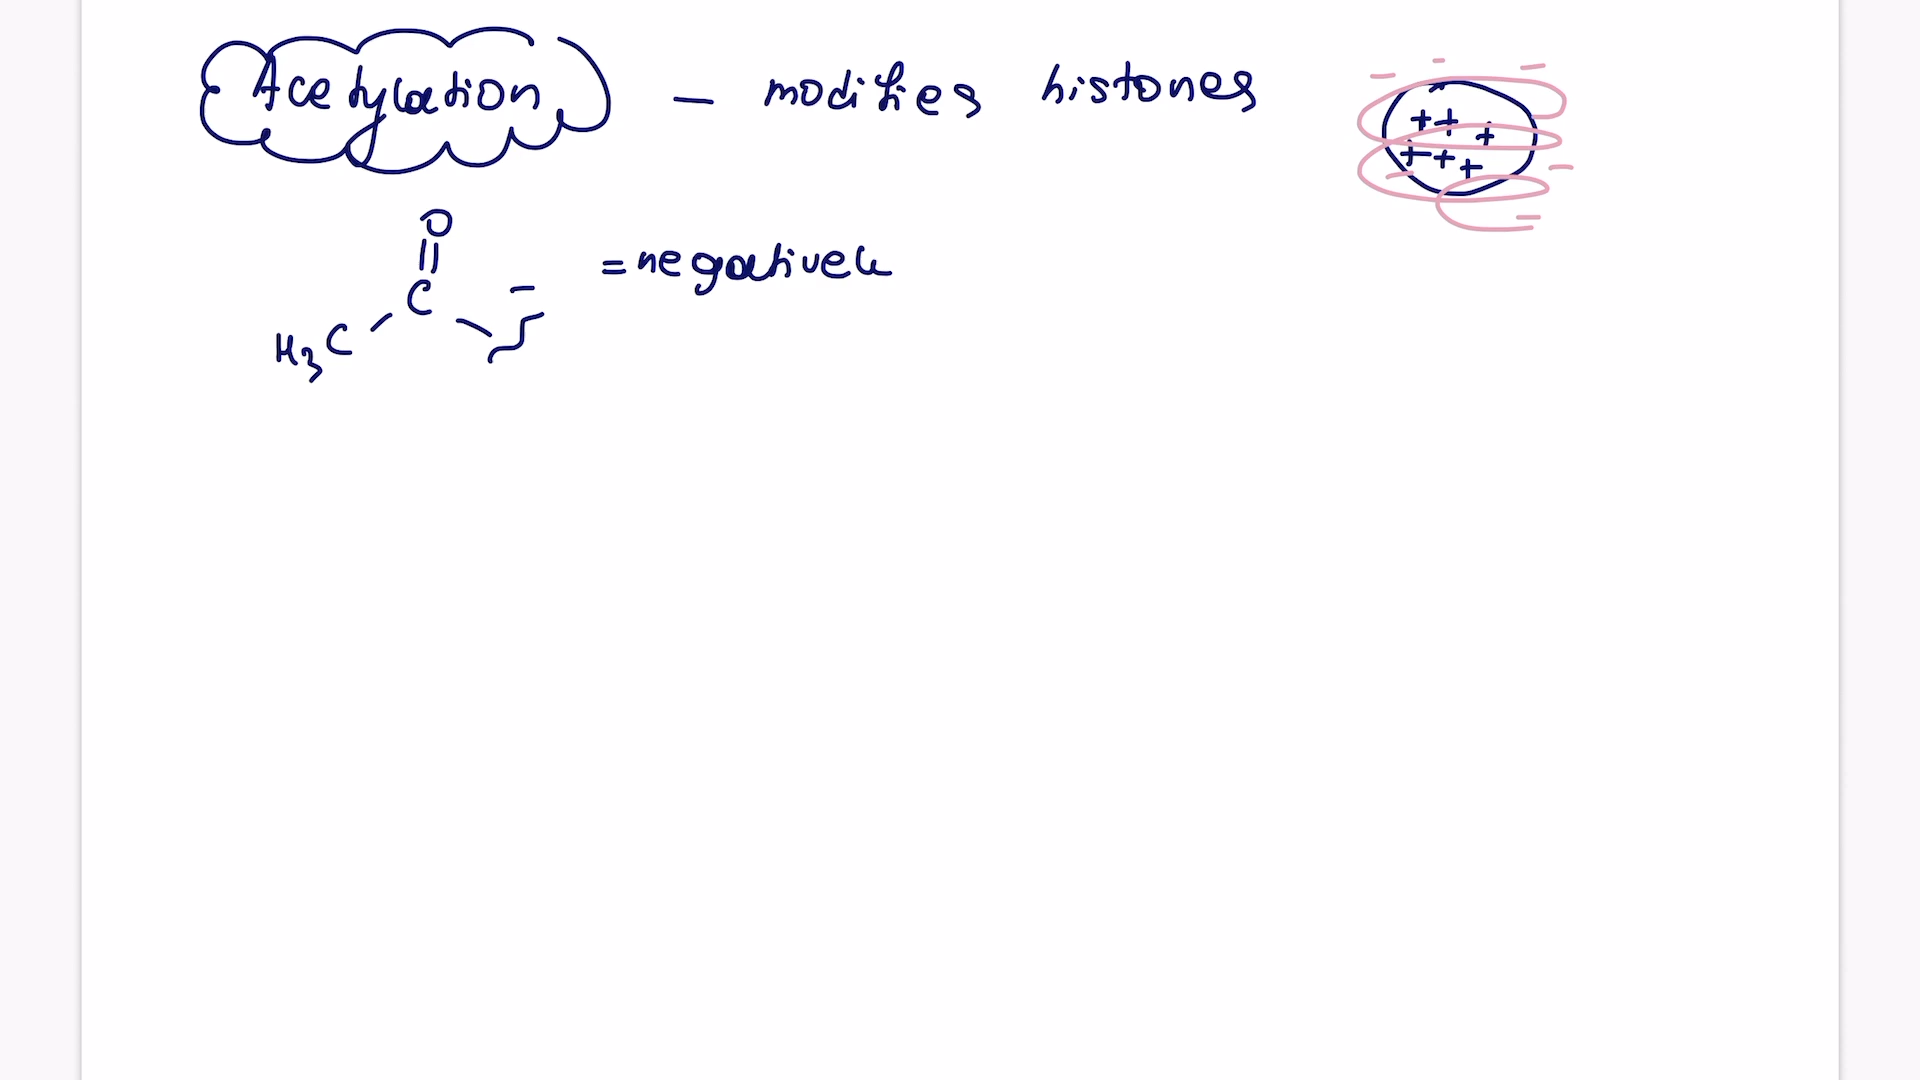 Acetylation – modifies histones
+ + +
+ + +
O
||
C = negatively
H3C